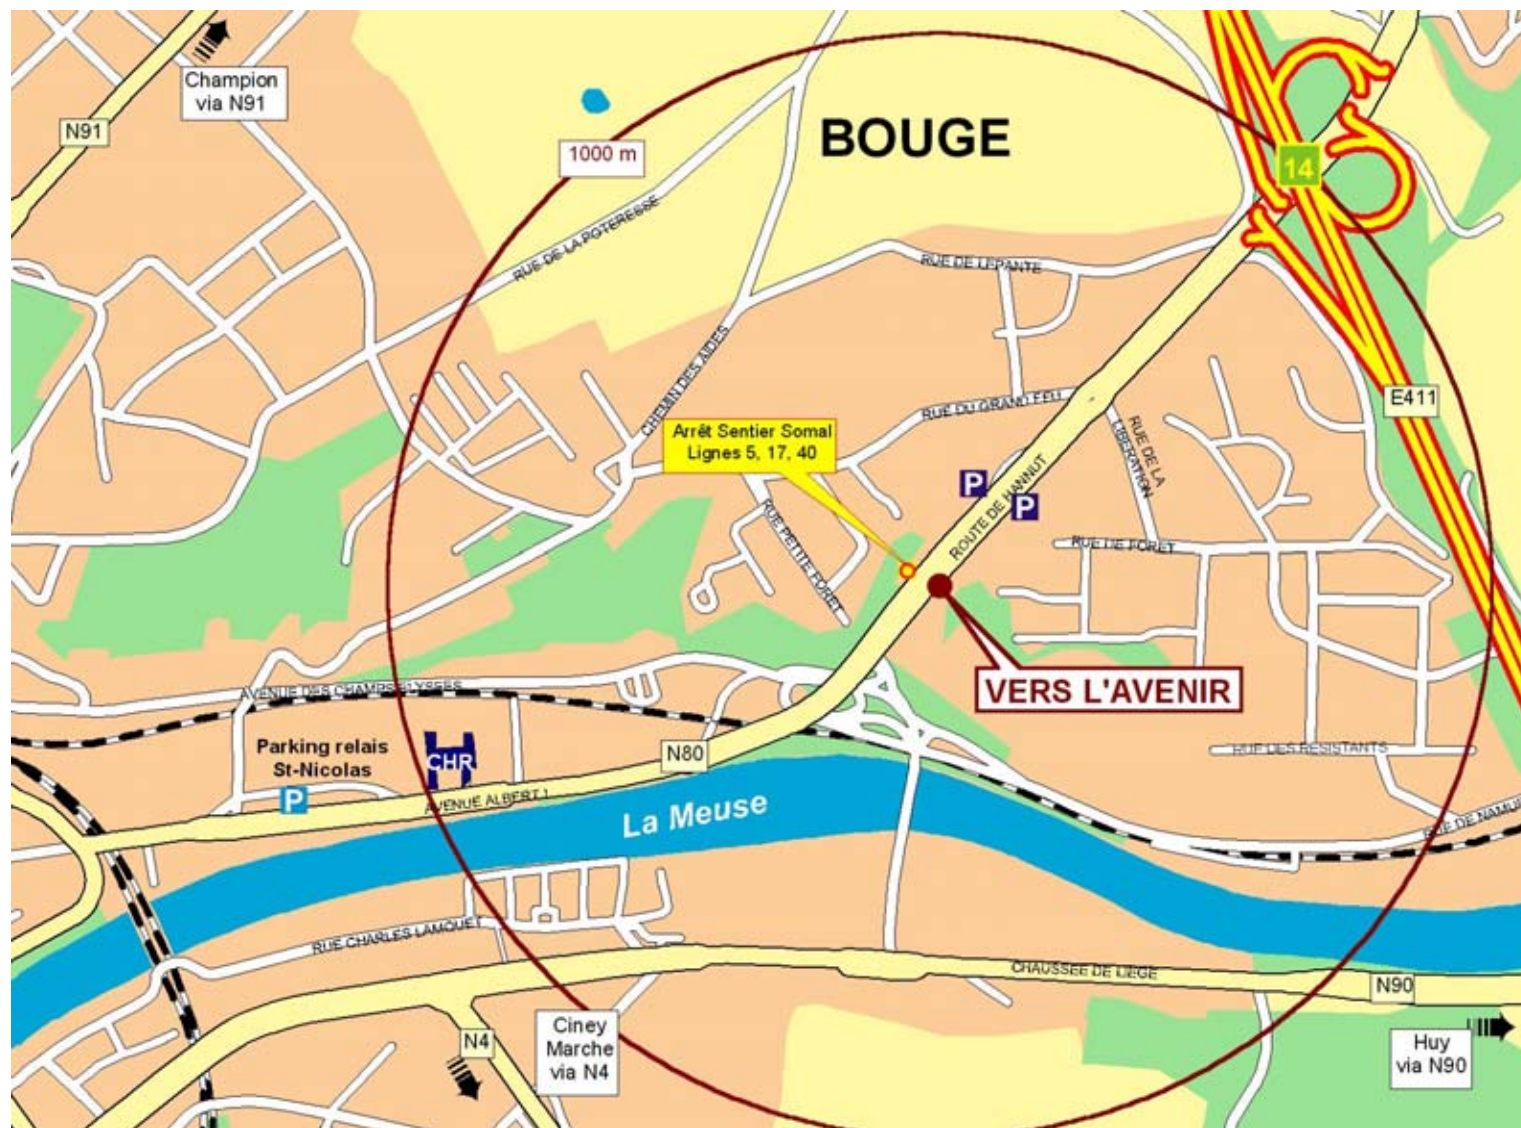 Champion
via N91
N91
1000 m
BOUGE
14
RUE DE LA POTERESSE
RUE DE LEPANTE
CHEMIN DES AIDES
E411
RUE DU GRAND FEU
Arrêt Sentier Somal
Lignes 5, 17, 40
RUE DE LA
LIBERATION
P
P
ROUTE DE HANNUT
RUE PETITE FORET
RUE DE FORET
VERS L'AVENIR
AVENUE DES CHAMPS ELYSEES
Parking relais
St-Nicolas
P
CHR
N80
RUE DES RESISTANTS
AVENUE ALBERT 1
La Meuse
RUE DE NAMUR
RUE CHARLES LAMQUET
CHAUSSEE DE LIEGE
N90
N4
Ciney
Marche
via N4
Huy
via N90